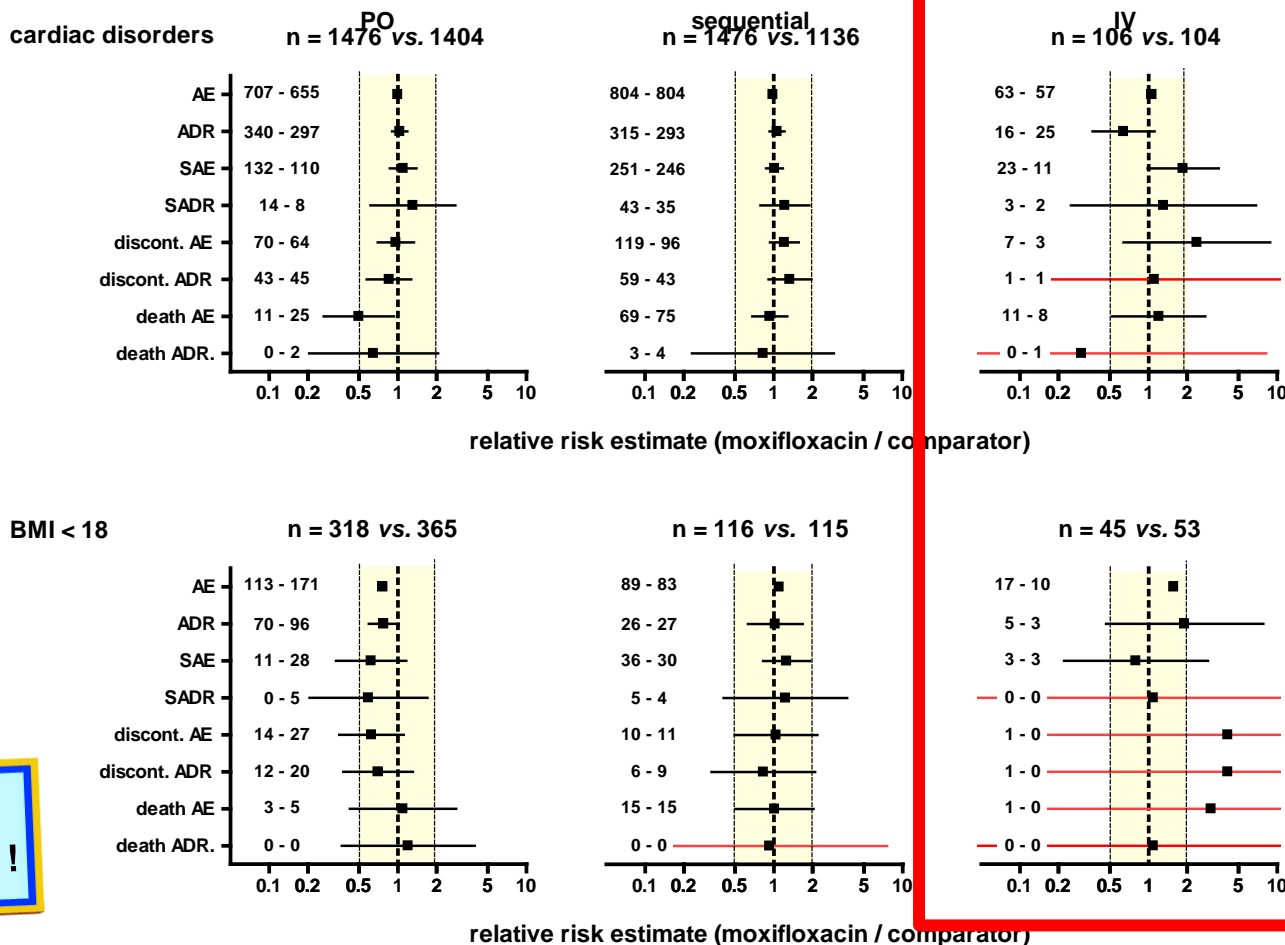 PO sequential IV
cardiac disorders n = 1476 vs. 1404 n = 1476 vs. 1136 n = 106 vs. 104
AE 707 - 655 804 - 804 63 - 57
ADR 340 - 297 315 - 293 16 - 25
SAE 132 - 110 251 - 246 23 - 11
SADR 14 - 8 43 - 35 3 - 2
discont. AE 70 - 64 119 - 96 7 - 3
discont. ADR 43 - 45 59 - 43 1 - 1
death AE 11 - 25 69 - 75 11 - 8
death ADR. 0 - 2 3 - 4 0 - 1
0.1 0.2 0.5 1 2 5 10 0.1 0.2 0.5 1 2 5 10 0.1 0.2 0.5 1 2 5 10
relative risk estimate (moxifloxacin / comparator)
BMI < 18 n = 318 vs. 365 n = 116 vs. 115 n = 45 vs. 53
AE 113 - 171 89 - 83 17 - 10
ADR 70 - 96 26 - 27 5 - 3
SAE 11 - 28 36 - 30 3 - 3
SADR 0 - 5 5 - 4 0 - 0
discont. AE 14 - 27 10 - 11 1 - 0
discont. ADR 12 - 20 6 - 9 1 - 0
death AE 3 - 5 15 - 15 1 - 0
death ADR. 0 - 0 0 - 0 0 - 0
!
0.1 0.2 0.5 1 2 5 10 0.1 0.2 0.5 1 2 5 10 0.1 0.2 0.5 1 2 5 10
relative risk estimate (moxifloxacin / comparator)